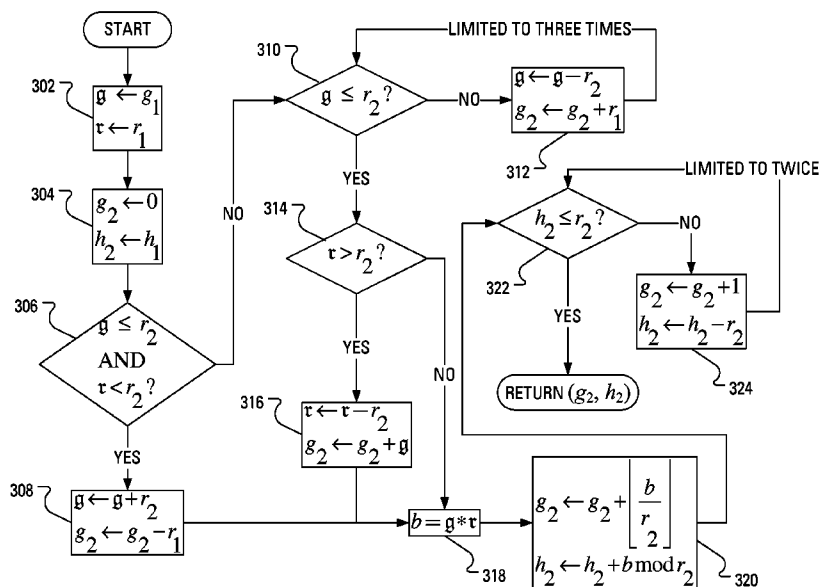 START
302
𝔤 ← g₁
𝔯 ← r₁
304
g₂ ← 0
h₂ ← h₁
306
𝔤 ≤ r₂
AND
𝔯 < r₂?
YES
NO
308
𝔤 ← 𝔤 + r₂
g₂ ← g₂ − r₁
310
𝔤 ≤ r₂?
LIMITED TO THREE TIMES
NO
𝔤 ← 𝔤 − r₂
g₂ ← g₂ + r₁
312
YES
314
𝔯 > r₂?
YES
NO
316
𝔯 ← 𝔯 − r₂
g₂ ← g₂ + 𝔤
b = 𝔤 * 𝔯
318
g₂ ← g₂ + ⌊b / r₂⌋
h₂ ← h₂ + b mod r₂
320
LIMITED TO TWICE
h₂ ≤ r₂?
322
NO
g₂ ← g₂ + 1
h₂ ← h₂ − r₂
324
YES
RETURN (g₂, h₂)